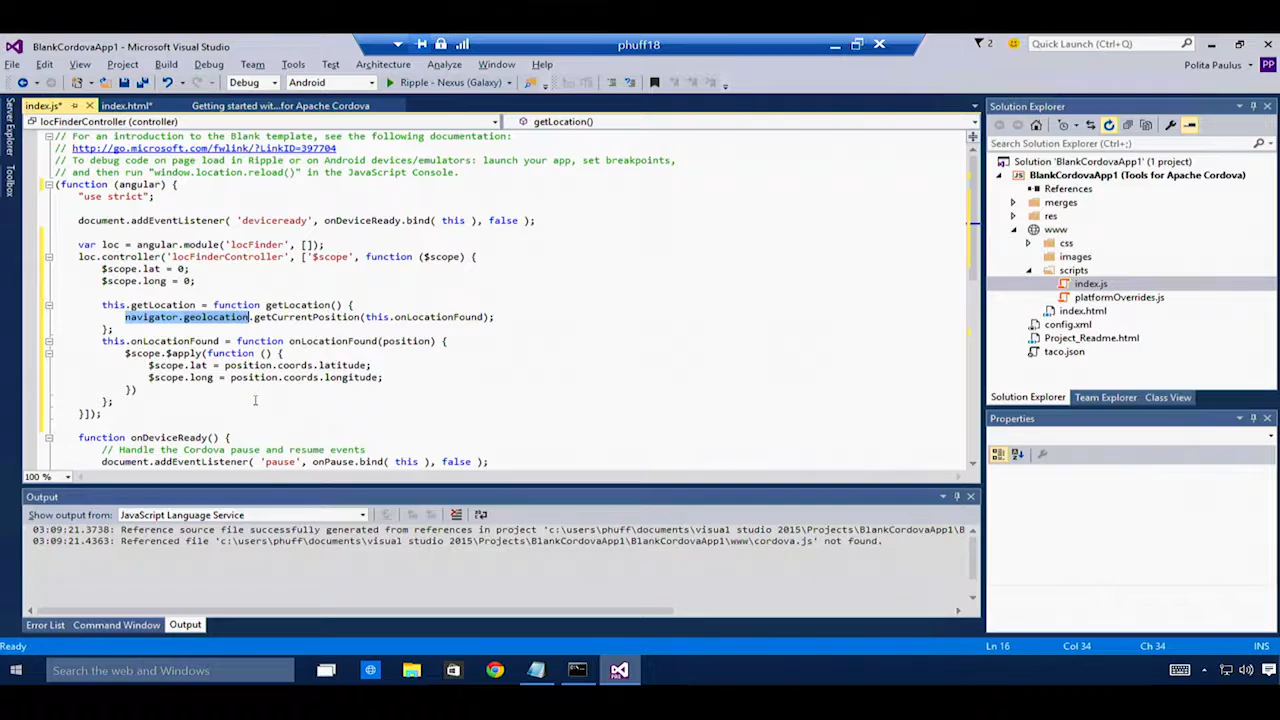 BlankCordovaApp1 - Microsoft Visual Studio
phuff18
2
Quick Launch (Ctrl+Q)
File Edit View Project Build Debug Team Tools Test Architecture Analyze Window Help
Polita Paulus
PP
Debug
Android
Ripple - Nexus (Galaxy)
index.js*
index.html*
Getting started wit...for Apache Cordova
locFinderController (controller)
getLocation()
// For an introduction to the Blank template, see the following documentation:
// http://go.microsoft.com/fwlink/?LinkID=397704
// To debug code on page load in Ripple or on Android devices/emulators: launch your app, set breakpoints,
// and then run "window.location.reload()" in the JavaScript Console.
(function (angular) {
"use strict";
document.addEventListener( 'deviceready', onDeviceReady.bind( this ), false );
var loc = angular.module('locFinder', []);
loc.controller('locFinderController', ['$scope', function ($scope) {
$scope.lat = 0;
$scope.long = 0;
this.getLocation = function getLocation() {
navigator.geolocation.getCurrentPosition(this.onLocationFound);
};
this.onLocationFound = function onLocationFound(position) {
$scope.$apply(function () {
$scope.lat = position.coords.latitude;
$scope.long = position.coords.longitude;
})
};
}]);
function onDeviceReady() {
// Handle the Cordova pause and resume events
document.addEventListener( 'pause', onPause.bind( this ), false );
100 %
Server Explorer
Toolbox
Solution Explorer
Search Solution Explorer (Ctrl+;)
Solution 'BlankCordovaApp1' (1 project)
BlankCordovaApp1 (Tools for Apache Cordova)
References
merges
res
www
css
images
scripts
index.js
platformOverrides.js
index.html
config.xml
Project_Readme.html
taco.json
Solution Explorer Team Explorer Class View
Properties
Output
Show output from: JavaScript Language Service
03:09:21.3738: Reference source file successfully generated from references in project 'c:\users\phuff\documents\visual studio 2015\Projects\BlankCordovaApp1\B
03:09:21.4363: Referenced file 'c:\users\phuff\documents\visual studio 2015\Projects\BlankCordovaApp1\BlankCordovaApp1\www\cordova.js' not found.
Error List Command Window Output
Ready
Ln 16
Col 34
Ch 34
INS
Search the web and Windows